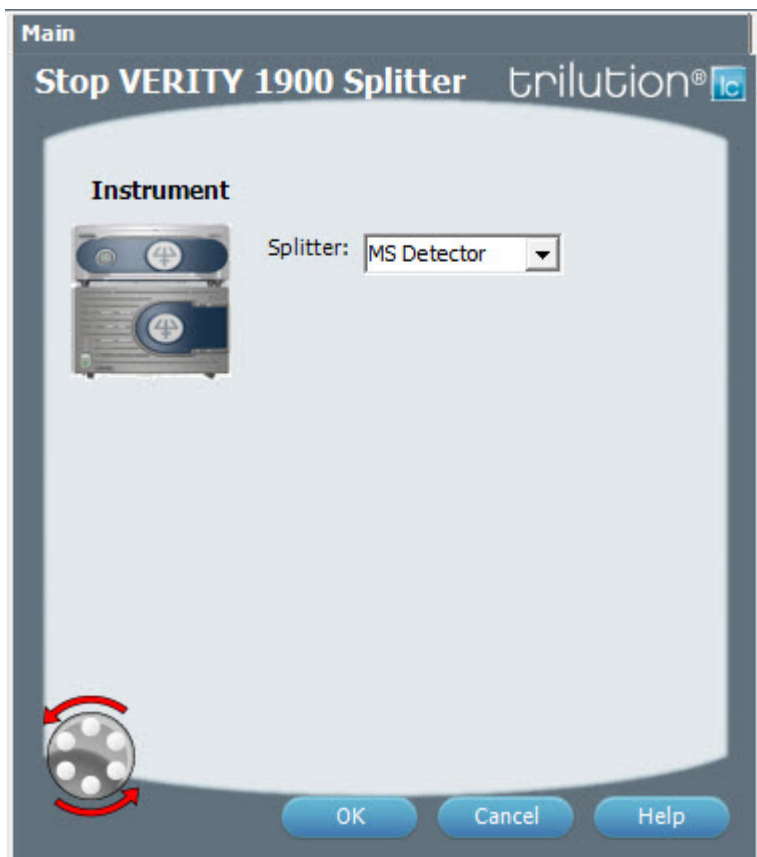 Main
Stop VERITY 1900 Splitter trilution® lc
Instrument
Splitter: MS Detector
OK Cancel Help